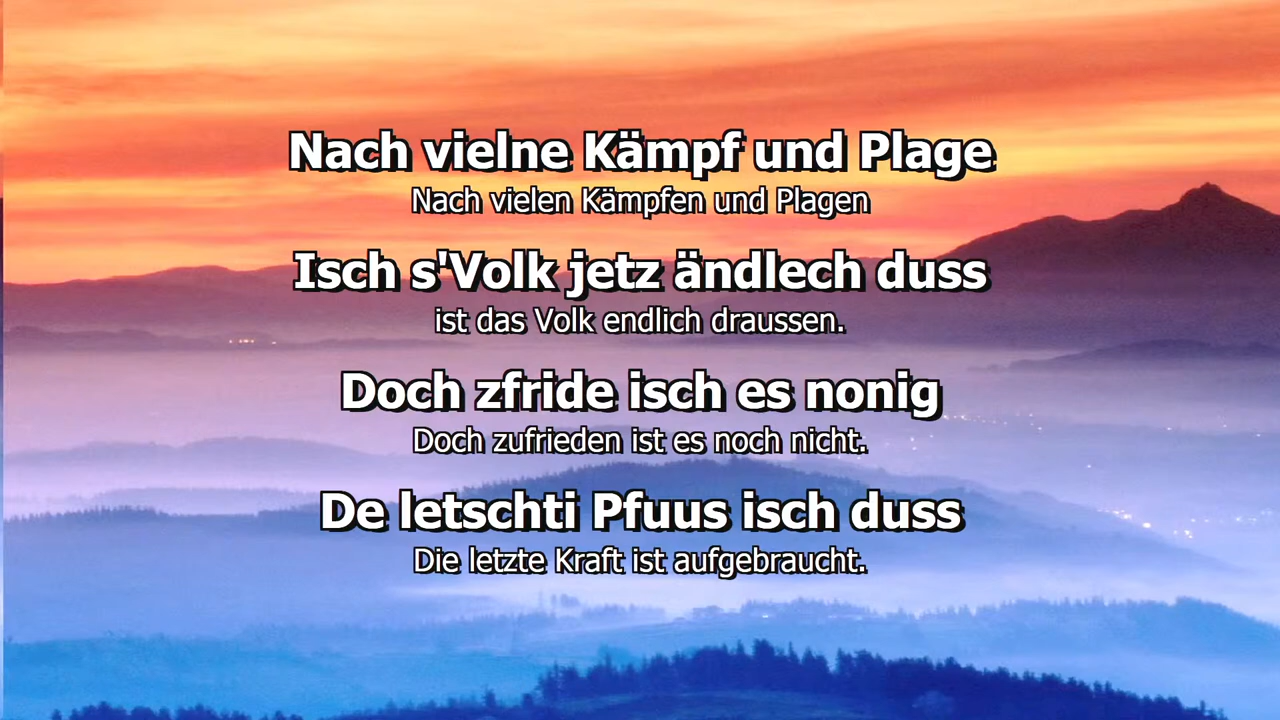 Nach vielne Kämpf und Plage
Nach vielen Kämpfen und Plagen
Isch s'Volk jetz ändlech duss
ist das Volk endlich draussen.
Doch zfride isch es nonig
Doch zufrieden ist es noch nicht.
De letschti Pfuus isch duss
Die letzte Kraft ist aufgebraucht.